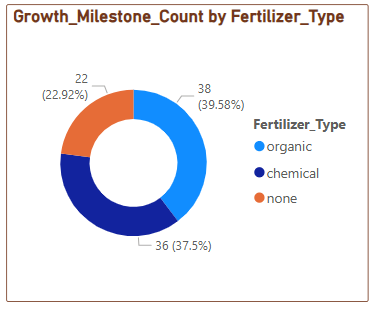 Growth_Milestone_Count by Fertilizer_Type
22
(22.92%)
38
(39.58%)
36 (37.5%)
Fertilizer_Type
organic
chemical
none